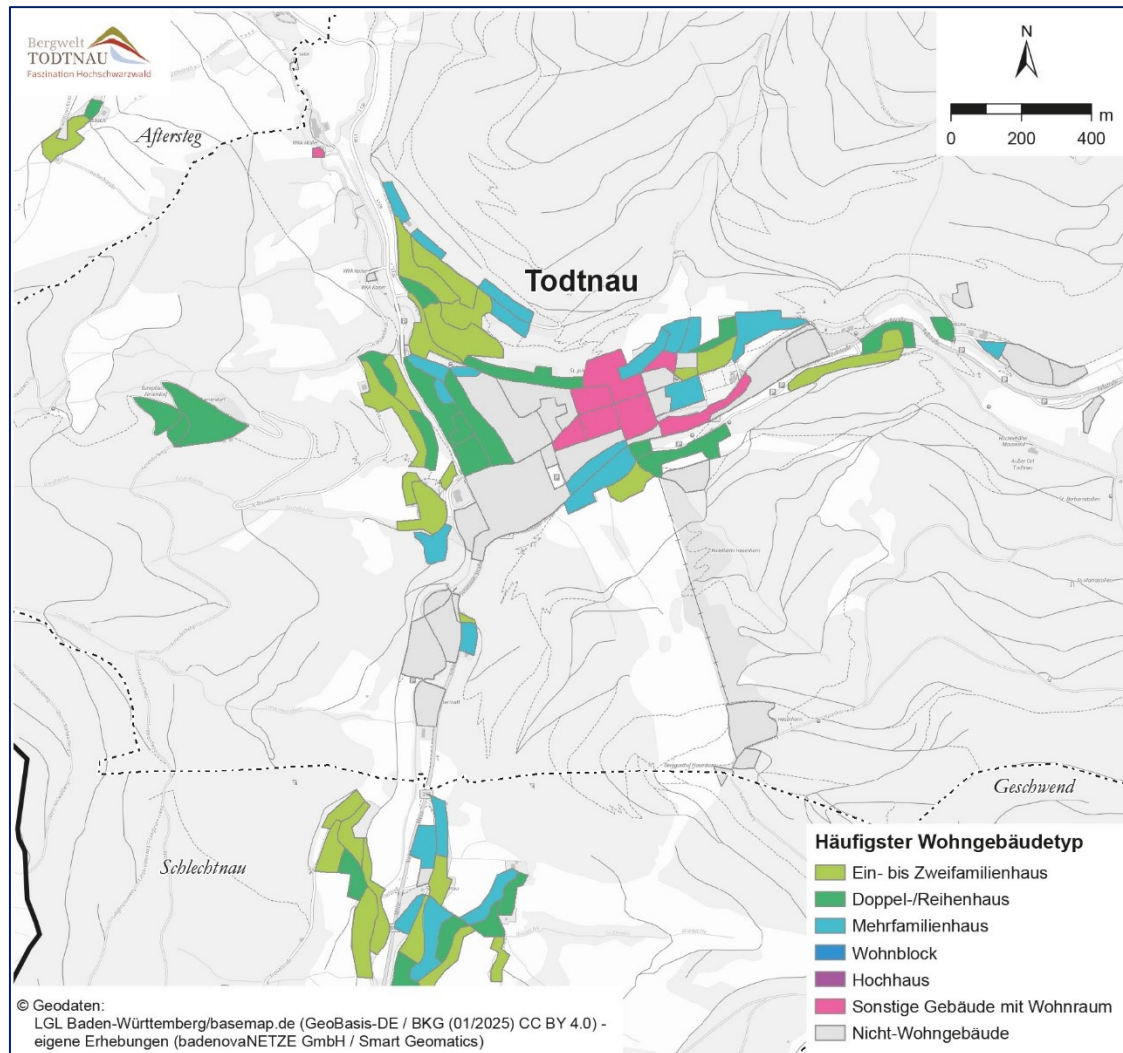 Bergwelt
TODTNAU
Faszination Hochschwarzwald
N
0 200 400 m
Aftersteg
Todtnau
Geschwend
Schlechtnau
Häufigster Wohngebäudetyp
Ein- bis Zweifamilienhaus
Doppel-/Reihenhaus
Mehrfamilienhaus
Wohnblock
Hochhaus
Sonstige Gebäude mit Wohnraum
Nicht-Wohngebäude
© Geodaten:
LGL Baden-Württemberg/basemap.de (GeoBasis-DE / BKG (01/2025) CC BY 4.0) -
eigene Erhebungen (badenovaNETZE GmbH / Smart Geomatics)